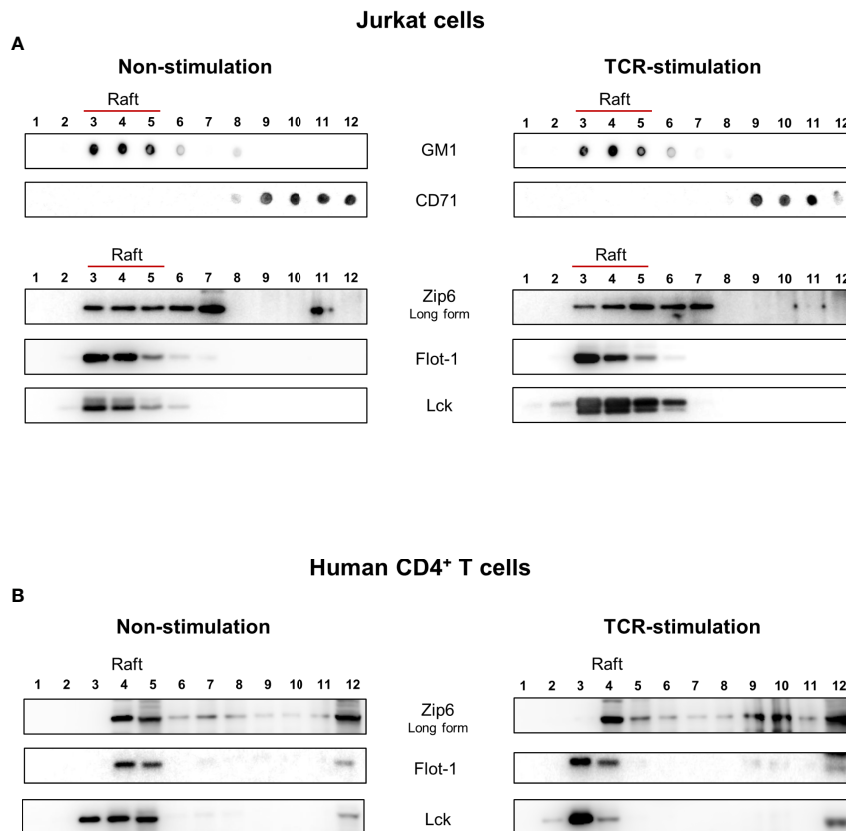 Jurkat cells
A
Non-stimulation
TCR-stimulation
Raft
Raft
1 2 3 4 5 6 7 8 9 10 11 12
1 2 3 4 5 6 7 8 9 10 11 12
GM1
CD71
Raft
Raft
1 2 3 4 5 6 7 8 9 10 11 12
1 2 3 4 5 6 7 8 9 10 11 12
Zip6
Long form
Flot-1
Lck
Human CD4⁺ T cells
B
Non-stimulation
TCR-stimulation
Raft
Raft
1 2 3 4 5 6 7 8 9 10 11 12
1 2 3 4 5 6 7 8 9 10 11 12
Zip6
Long form
Flot-1
Lck